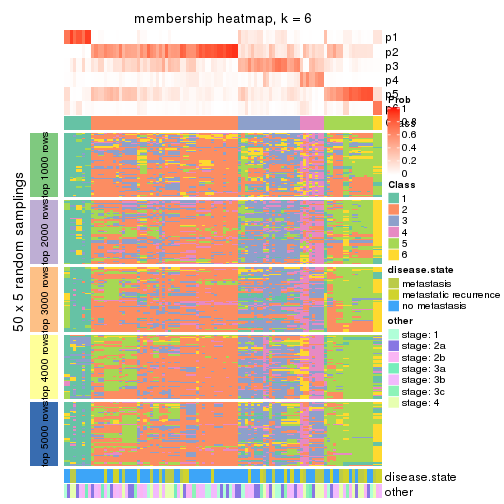 membership heatmap, k = 6
p1
p2
p3
p4
p5
p6
Prob
1
0.8
0.6
0.4
0.2
0
Class
1
2
3
4
5
6
disease.state
metastasis
metastatic recurrence
no metastasis
other
stage: 1
stage: 2a
stage: 2b
stage: 3a
stage: 3b
stage: 3c
stage: 4
50 x 5 random samplings
top 1000 rows
top 2000 rows
top 3000 rows
top 4000 rows
top 5000 rows
disease.state
other